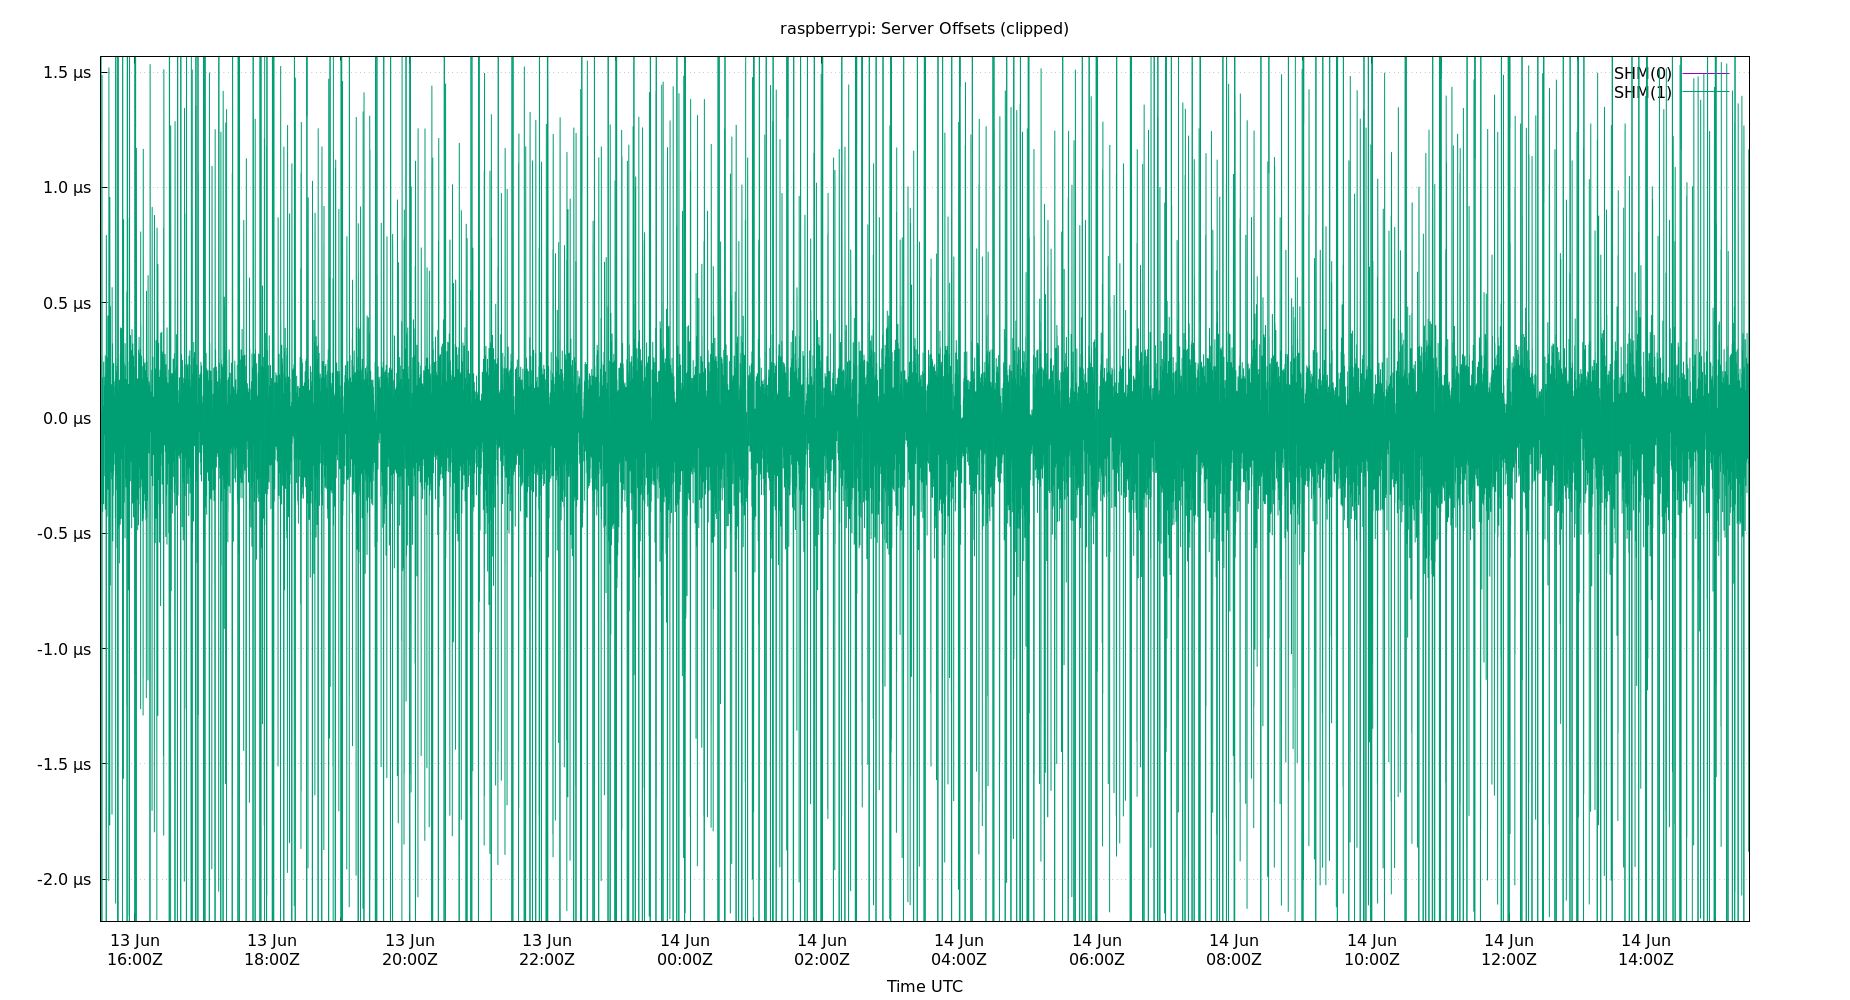 raspberrypi: Server Offsets (clipped)
1.5 μs
1.0 μs
0.5 μs
0.0 μs
-0.5 μs
-1.0 μs
-1.5 μs
-2.0 μs
SHM(0)
SHM(1)
13 Jun 13 Jun 13 Jun 13 Jun 14 Jun 14 Jun 14 Jun 14 Jun 14 Jun 14 Jun 14 Jun 14 Jun
16:00Z 18:00Z 20:00Z 22:00Z 00:00Z 02:00Z 04:00Z 06:00Z 08:00Z 10:00Z 12:00Z 14:00Z
Time UTC